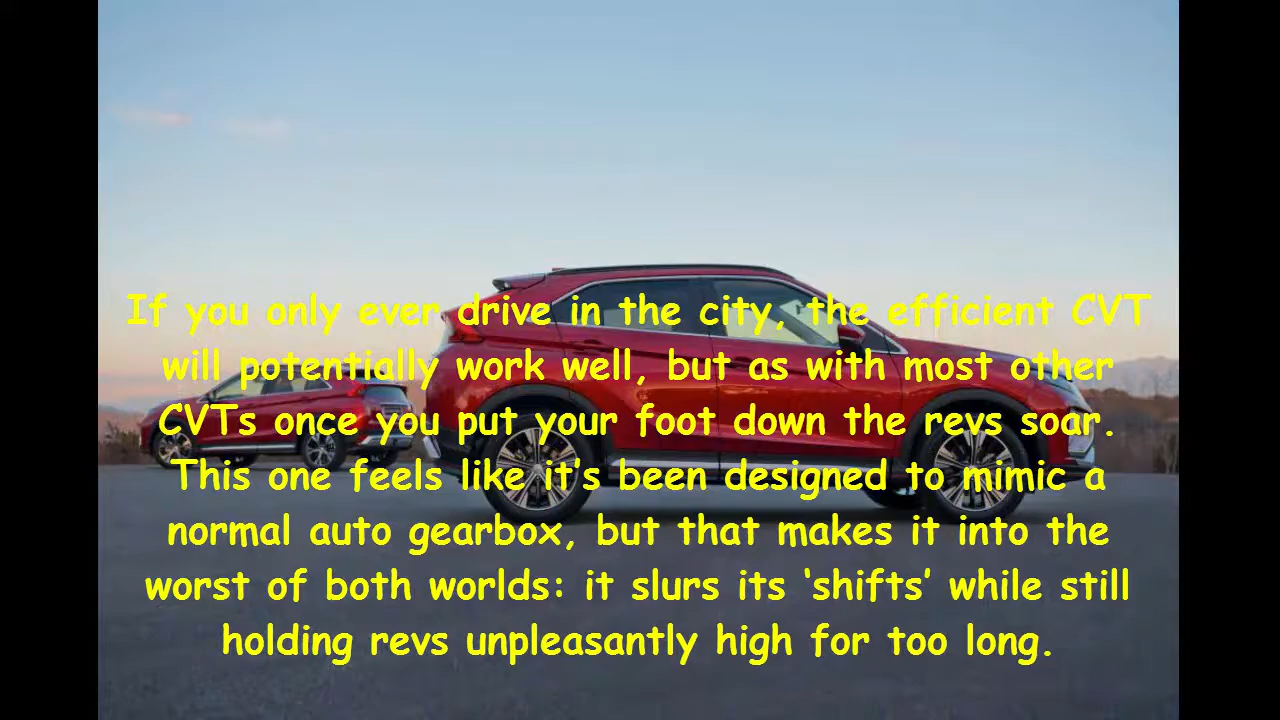 If you only ever drive in the city, the efficient CVT
will potentially work well, but as with most other
CVTs once you put your foot down the revs soar.
This one feels like it’s been designed to mimic a
normal auto gearbox, but that makes it into the
worst of both worlds: it slurs its ‘shifts’ while still
holding revs unpleasantly high for too long.